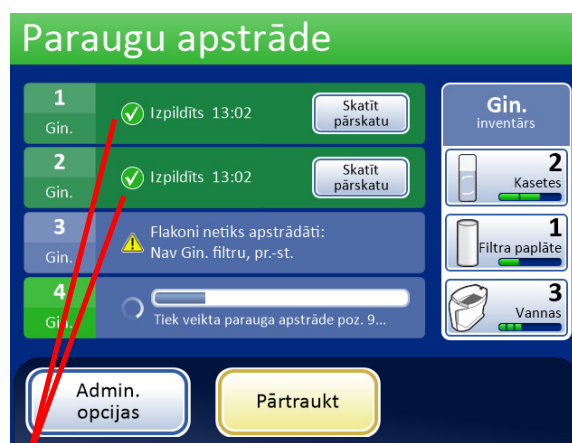 Paraugu apstrāde
1
Gin.
Izpildīts 13:02
Skatīt
pārskatu
2
Gin.
Izpildīts 13:02
Skatīt
pārskatu
3
Gin.
Flakoni netiks apstrādāti:
Nav Gin. filtru, pr.-st.
4
Gin.
Tiek veikta parauga apstrāde poz. 9...
Gin.
inventārs
2
Kasetes
1
Filtra paplāte
3
Vannas
Admin.
opcijas
Pārtraukt